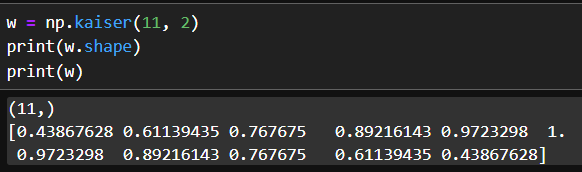 w = np.kaiser(11, 2)
print(w.shape)
print(w)
(11,)
[0.43867628 0.61139435 0.767675   0.89216143 0.9723298  1.
 0.9723298  0.89216143 0.767675   0.61139435 0.43867628]